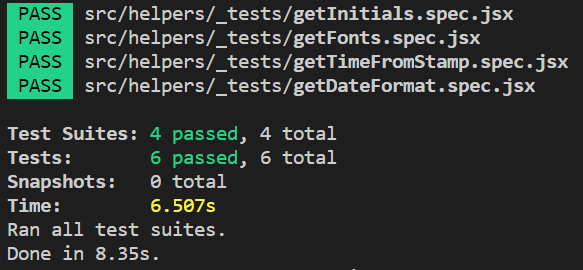 PASS src/helpers/_tests/getInitials.spec.jsx
PASS src/helpers/_tests/getFonts.spec.jsx
PASS src/helpers/_tests/getTimeFromStamp.spec.jsx
PASS src/helpers/_tests/getDateFormat.spec.jsx
Test Suites: 4 passed, 4 total
Tests: 6 passed, 6 total
Snapshots: 0 total
Time: 6.507s
Ran all test suites.
Done in 8.35s.